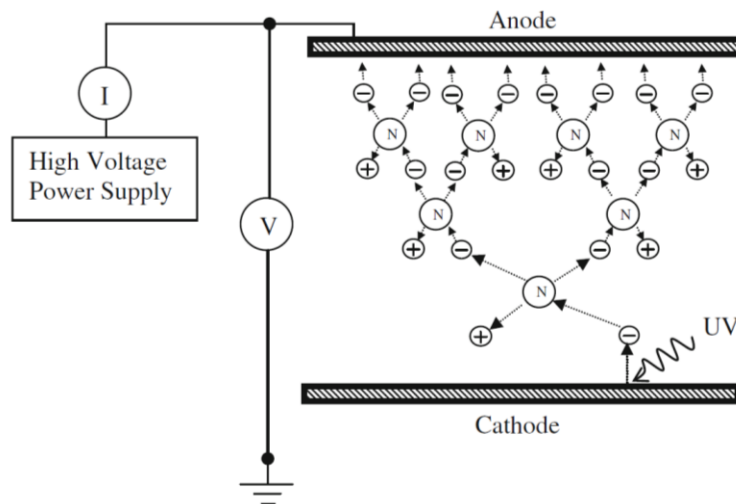 Anode
I
High Voltage
Power Supply
V
− − − − − − − −
N N N N
+ − − + + − − +
N N
+ − − +
N
+ −
UV
Cathode